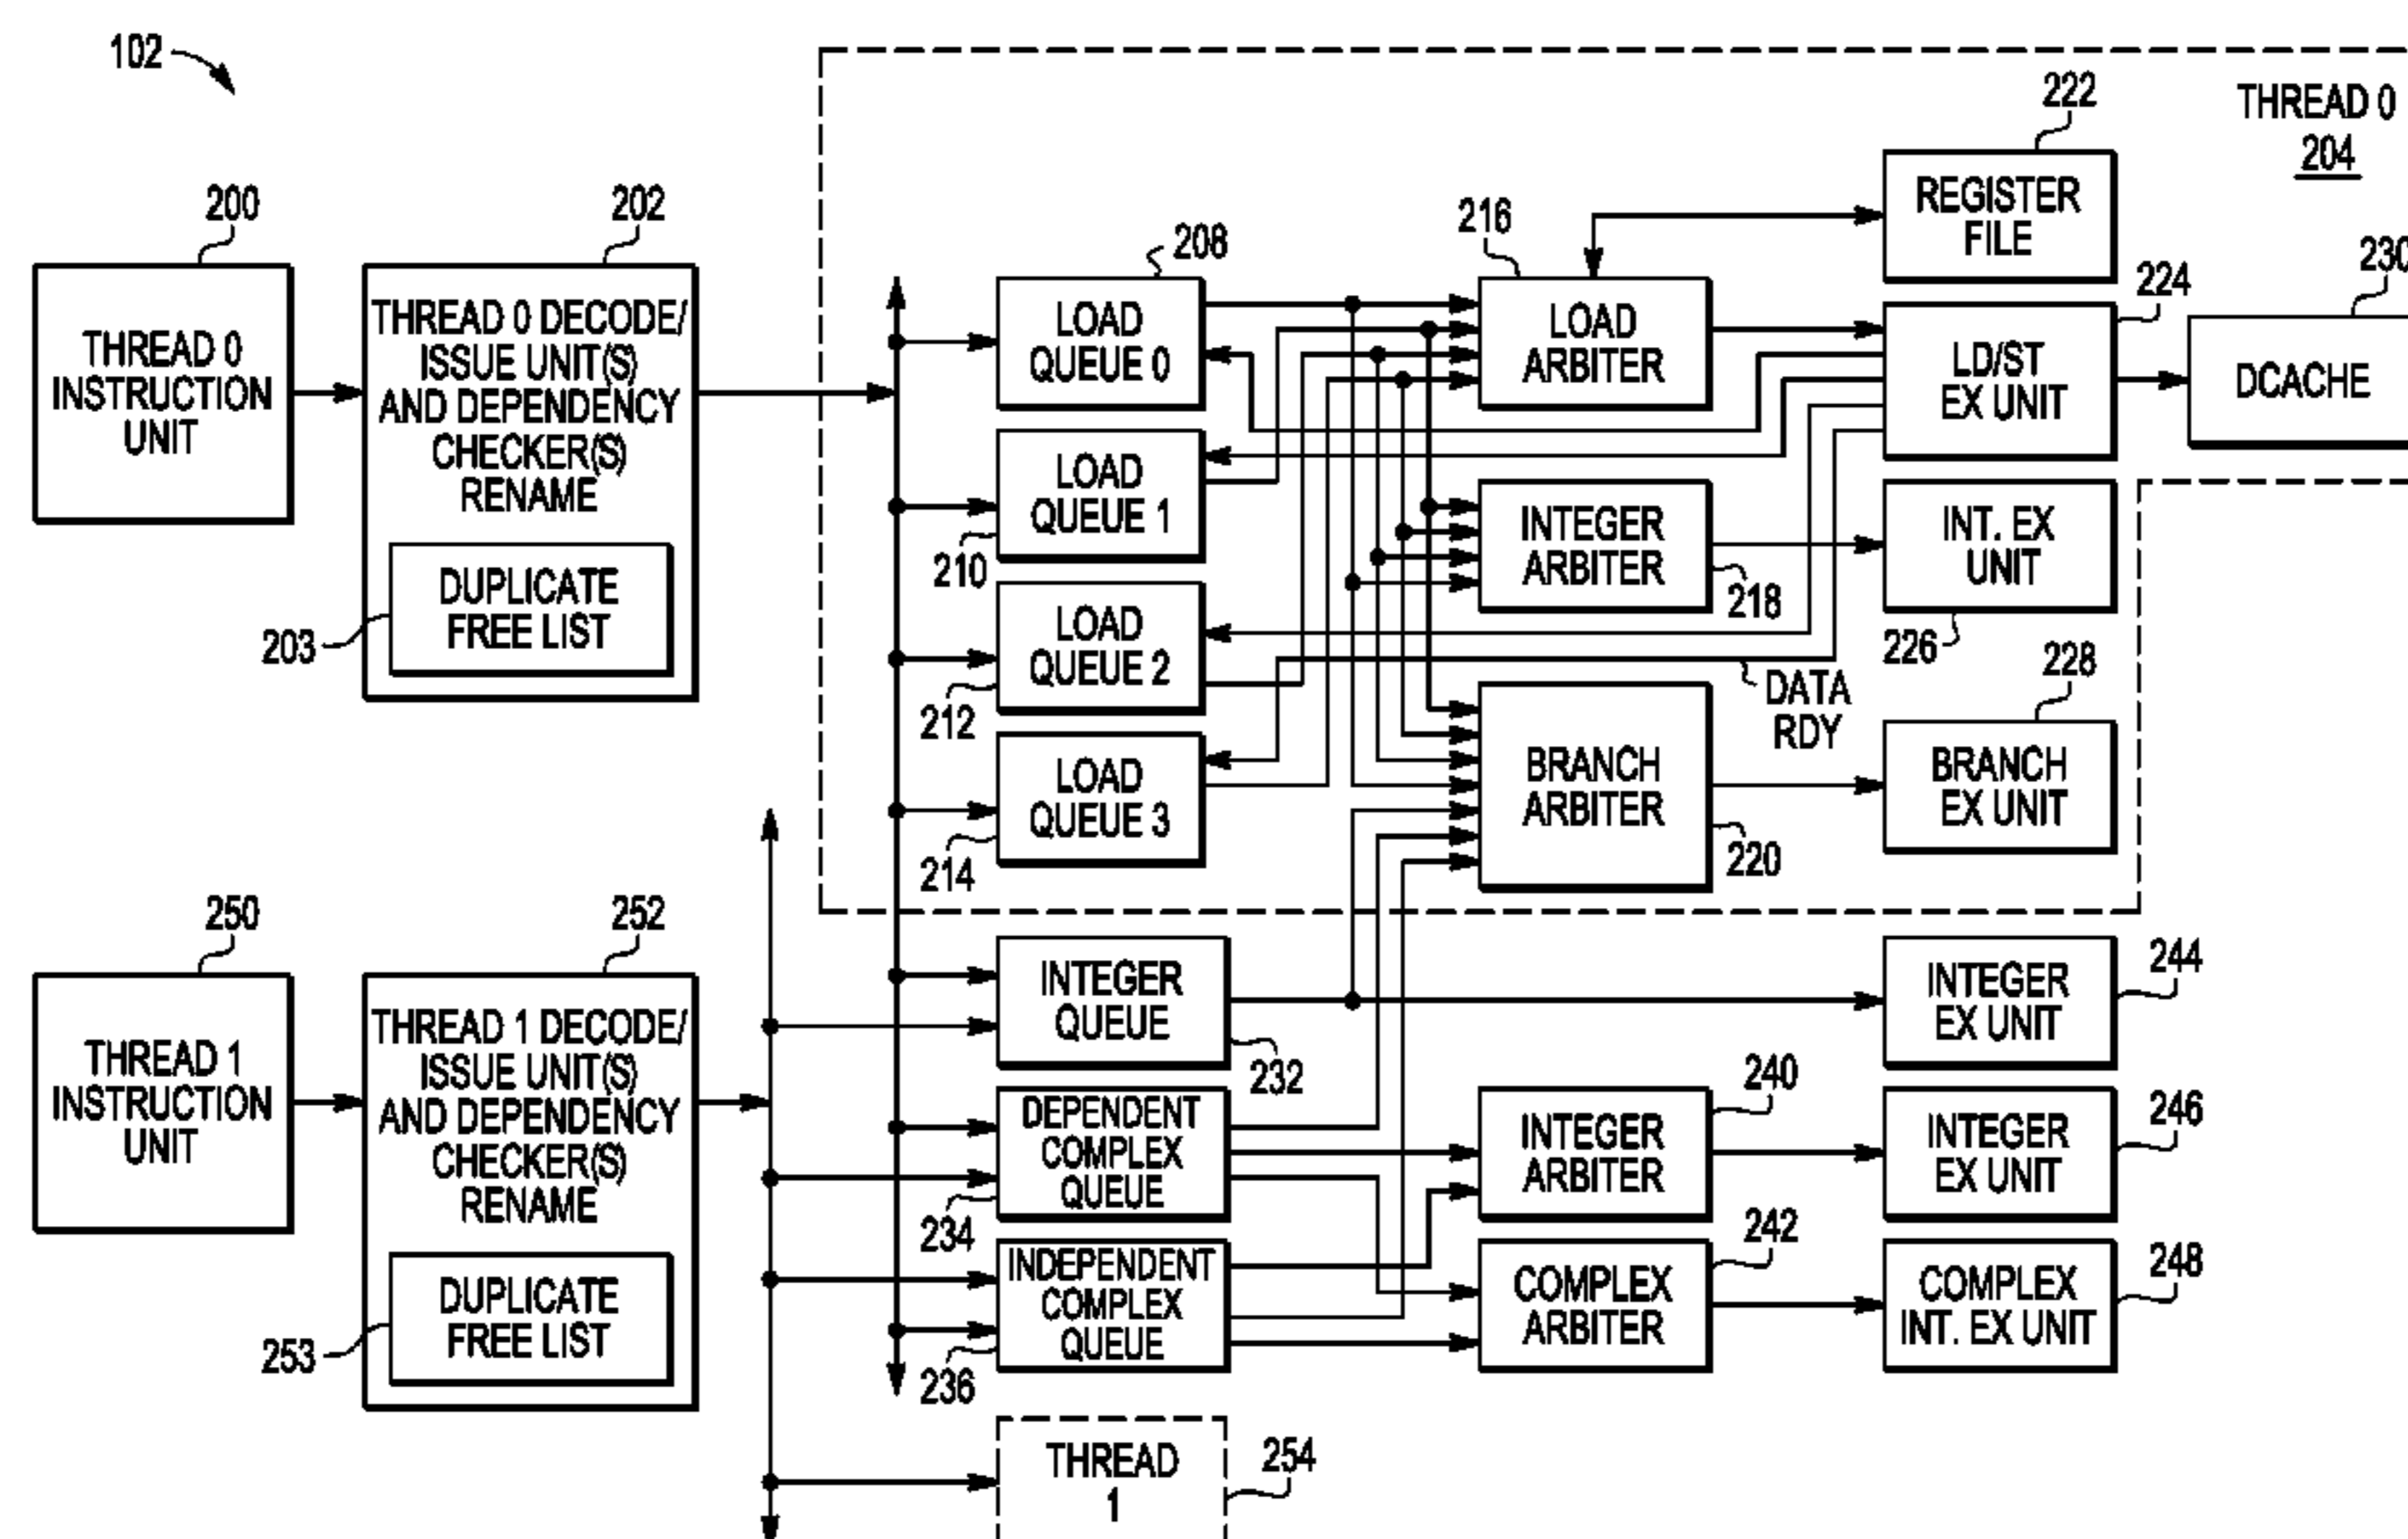 102
THREAD 0
204
222
REGISTER
FILE
200
202
THREAD 0
INSTRUCTION
UNIT
THREAD 0 DECODE/
ISSUE UNIT(S)
AND DEPENDENCY
CHECKER(S)
RENAME
DUPLICATE
FREE LIST
203
208
LOAD
QUEUE 0
216
LOAD
ARBITER
224
LD/ST
EX UNIT
230
DCACHE
LOAD
QUEUE 1
210
INTEGER
ARBITER
218
INT. EX
UNIT
226
LOAD
QUEUE 2
212
DATA
RDY
228
LOAD
QUEUE 3
214
BRANCH
ARBITER
220
BRANCH
EX UNIT
250
252
THREAD 1
INSTRUCTION
UNIT
THREAD 1 DECODE/
ISSUE UNIT(S)
AND DEPENDENCY
CHECKER(S)
RENAME
DUPLICATE
FREE LIST
253
INTEGER
QUEUE
232
INTEGER
EX UNIT
244
DEPENDENT
COMPLEX
QUEUE
234
240
INTEGER
ARBITER
INTEGER
EX UNIT
246
INDEPENDENT
COMPLEX
QUEUE
236
242
COMPLEX
ARBITER
COMPLEX
INT. EX UNIT
248
THREAD
1
254